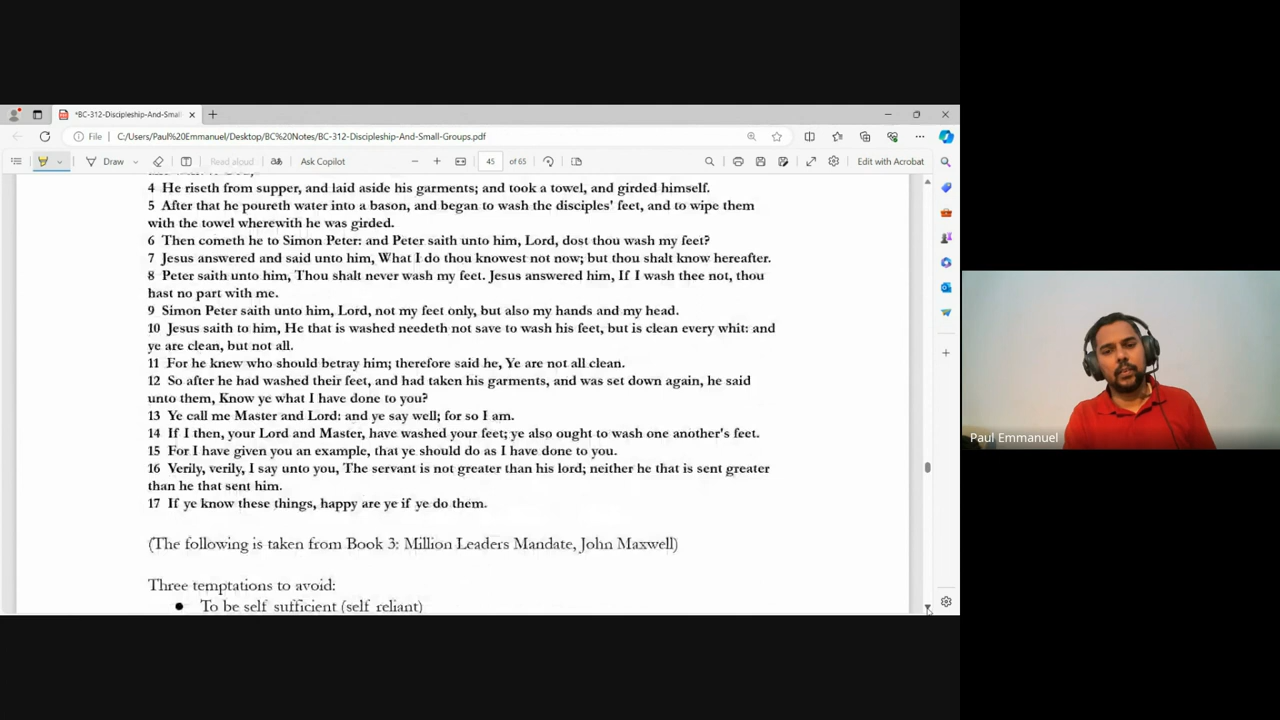 *BC-312-Discipleship-And-Smal
File C:/Users/Paul%20Emmanuel/Desktop/BC%20Notes/BC-312-Discipleship-And-Small-Groups.pdf
Draw Read aloud Ask Copilot 45 of 65 Edit with Acrobat
4 He riseth from supper, and laid aside his garments; and took a towel, and girded himself.
5 After that he poureth water into a bason, and began to wash the disciples' feet, and to wipe them
with the towel wherewith he was girded.
6 Then cometh he to Simon Peter: and Peter saith unto him, Lord, dost thou wash my feet?
7 Jesus answered and said unto him, What I do thou knowest not now; but thou shalt know hereafter.
8 Peter saith unto him, Thou shalt never wash my feet. Jesus answered him, If I wash thee not, thou
hast no part with me.
9 Simon Peter saith unto him, Lord, not my feet only, but also my hands and my head.
10 Jesus saith to him, He that is washed needeth not save to wash his feet, but is clean every whit: and
ye are clean, but not all.
11 For he knew who should betray him; therefore said he, Ye are not all clean.
12 So after he had washed their feet, and had taken his garments, and was set down again, he said
unto them, Know ye what I have done to you?
13 Ye call me Master and Lord: and ye say well; for so I am.
14 If I then, your Lord and Master, have washed your feet; ye also ought to wash one another's feet.
15 For I have given you an example, that ye should do as I have done to you.
16 Verily, verily, I say unto you, The servant is not greater than his lord; neither he that is sent greater
than he that sent him.
17 If ye know these things, happy are ye if ye do them.
(The following is taken from Book 3: Million Leaders Mandate, John Maxwell)
Three temptations to avoid:
● To be self sufficient (self reliant)
Paul Emmanuel